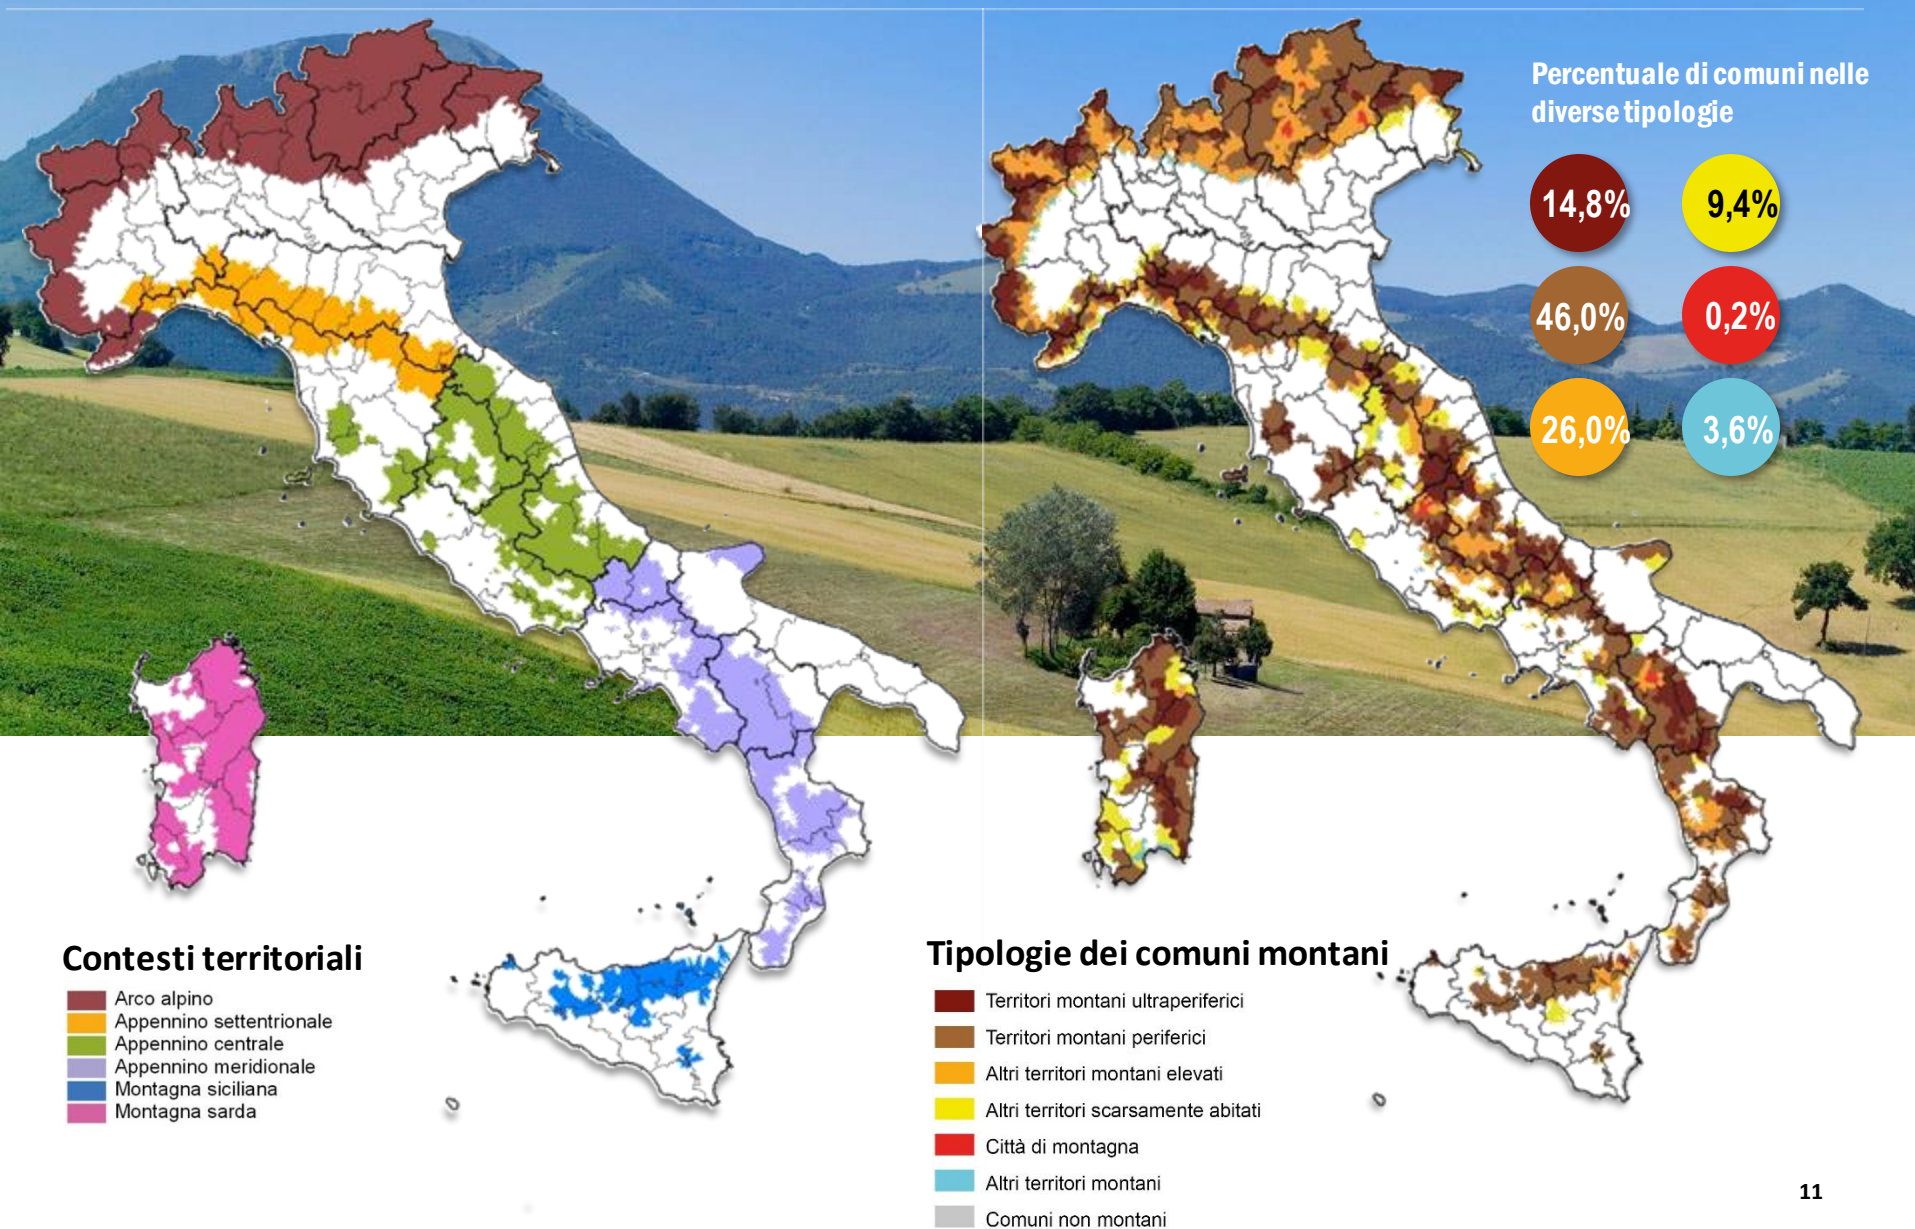 Percentuale di comuni nelle
diverse tipologie
14,8%
9,4%
46,0%
0,2%
26,0%
3,6%
Contesti territoriali
Arco alpino
Appennino settentrionale
Appennino centrale
Appennino meridionale
Montagna siciliana
Montagna sarda
Tipologie dei comuni montani
Territori montani ultraperiferici
Territori montani periferici
Altri territori montani elevati
Altri territori scarsamente abitati
Città di montagna
Altri territori montani
Comuni non montani
11